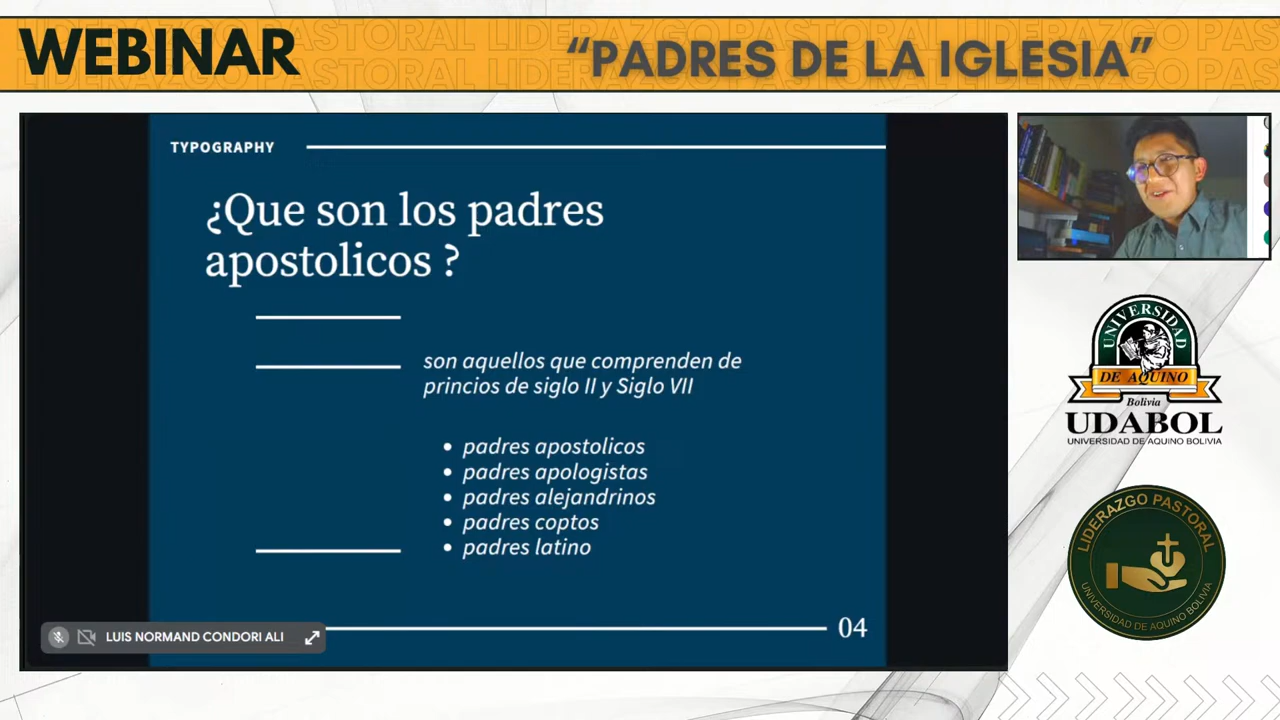 WEBINAR
“PADRES DE LA IGLESIA”
TYPOGRAPHY
¿Que son los padres
apostolicos ?
son aquellos que comprenden de
princios de siglo II y Siglo VII
padres apostolicos
padres apologistas
padres alejandrinos
padres coptos
padres latino
LUIS NORMAND CONDORI ALI
04
UNIVERSIDAD
DE AQUINO
Bolivia
UDABOL
UNIVERSIDAD DE AQUINO BOLIVIA
LIDERAZGO PASTORAL
UNIVERSIDAD DE AQUINO BOLIVIA